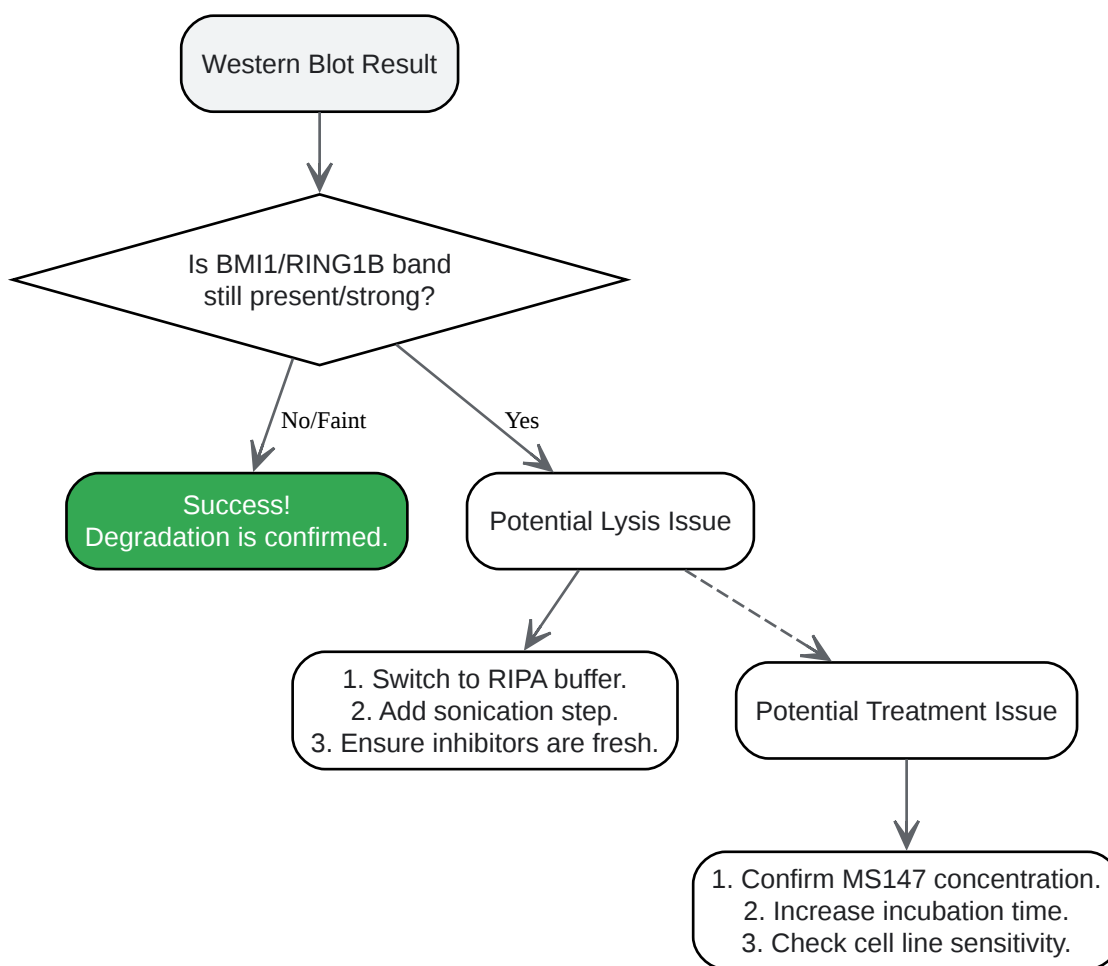 Western Blot Result
Is BMI1/RING1B band
still present/strong?
No/Faint
Yes
Success!
Degradation is confirmed.
Potential Lysis Issue
1. Switch to RIPA buffer.
2. Add sonication step.
3. Ensure inhibitors are fresh.
Potential Treatment Issue
1. Confirm MS147 concentration.
2. Increase incubation time.
3. Check cell line sensitivity.